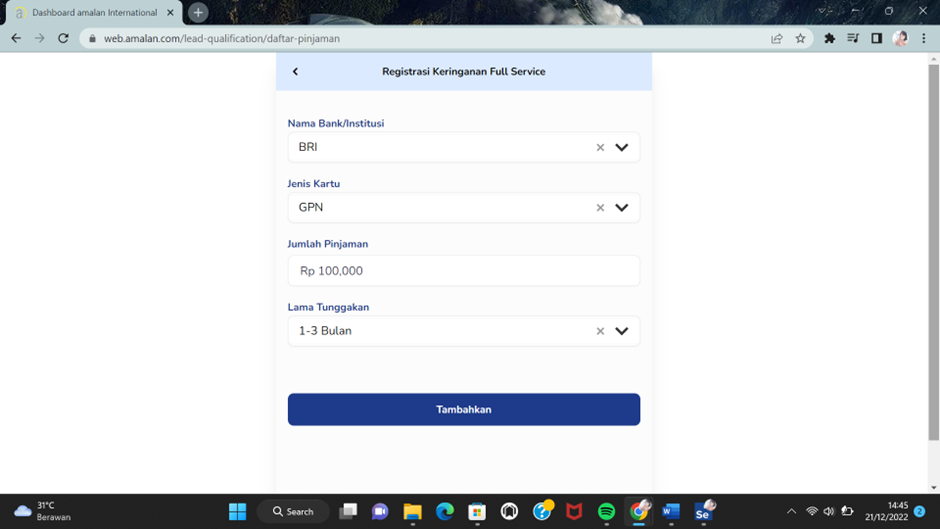 Dashboard amalan International
web.amalan.com/lead-qualification/daftar-pinjaman
Registrasi Keringanan Full Service
Nama Bank/Institusi
BRI
Jenis Kartu
GPN
Jumlah Pinjaman
Rp 100,000
Lama Tunggakan
1-3 Bulan
Tambahkan
31°C
Berawan
Search
W
Se
14:45
21/12/2022
2